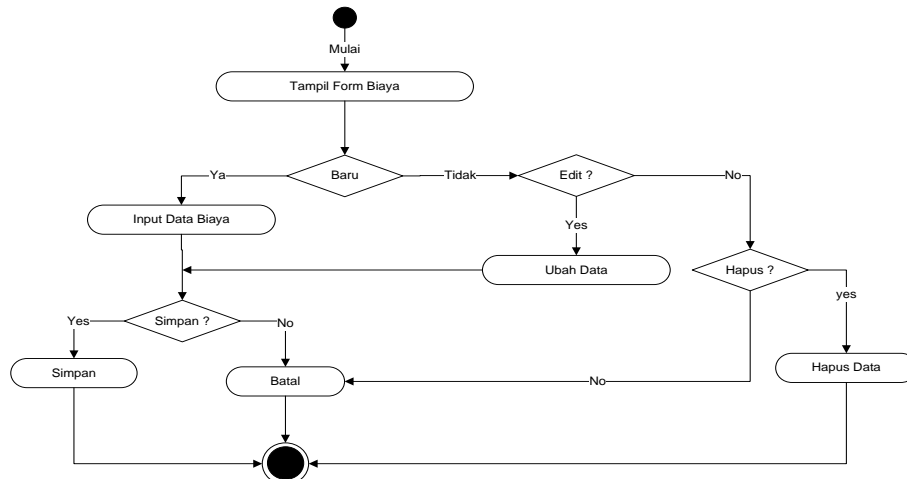 Mulai
Tampil Form Biaya
Ya
Baru
Tidak
Edit ?
No
Input Data Biaya
Yes
Ubah Data
Hapus ?
yes
Yes
Simpan ?
No
Simpan
Batal
No
Hapus Data